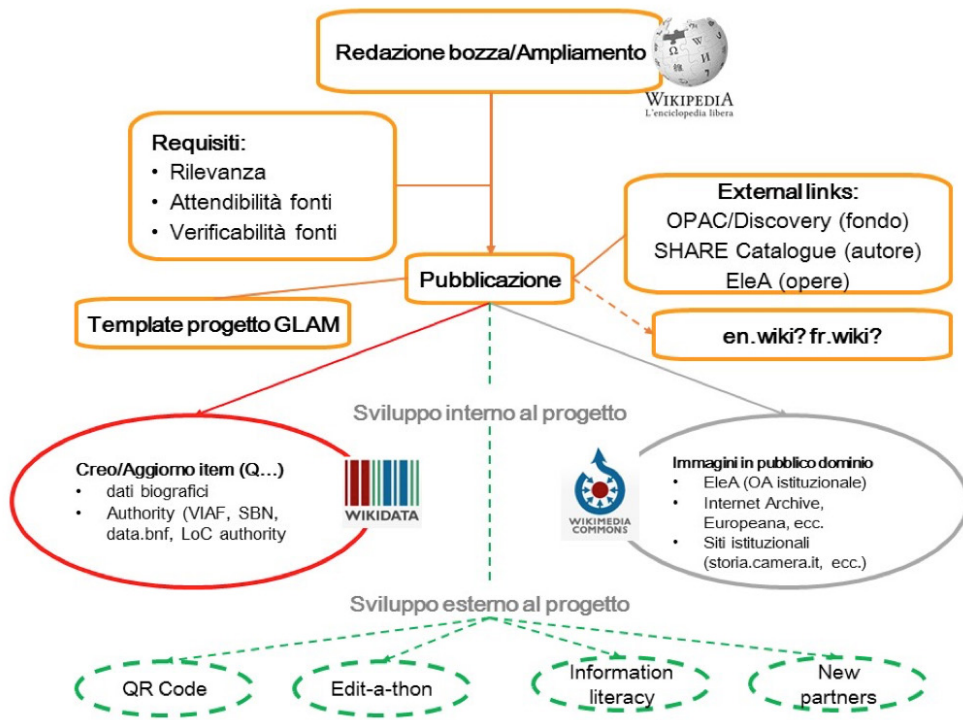 Redazione bozza/Ampliamento
WIKIPEDIA
L'enciclopedia libera
Requisiti:
• Rilevanza
• Attendibilità fonti
• Verificabilità fonti
External links:
OPAC/Discovery (fondo)
SHARE Catalogue (autore)
EleA (opere)
Pubblicazione
Template progetto GLAM
en.wiki? fr.wiki?
Sviluppo interno al progetto
Creo/Aggiorno item (Q...)
• dati biografici
• Authority (VIAF, SBN,
data.bnf, LoC authority
WIKIDATA
WIKIMEDIA
COMMONS
Immagini in pubblico dominio
• EleA (OA istituzionale)
• Internet Archive,
Europeana, ecc.
• Siti istituzionali
(storia.camera.it, ecc.)
Sviluppo esterno al progetto
QR Code
Edit-a-thon
Information
literacy
New
partners